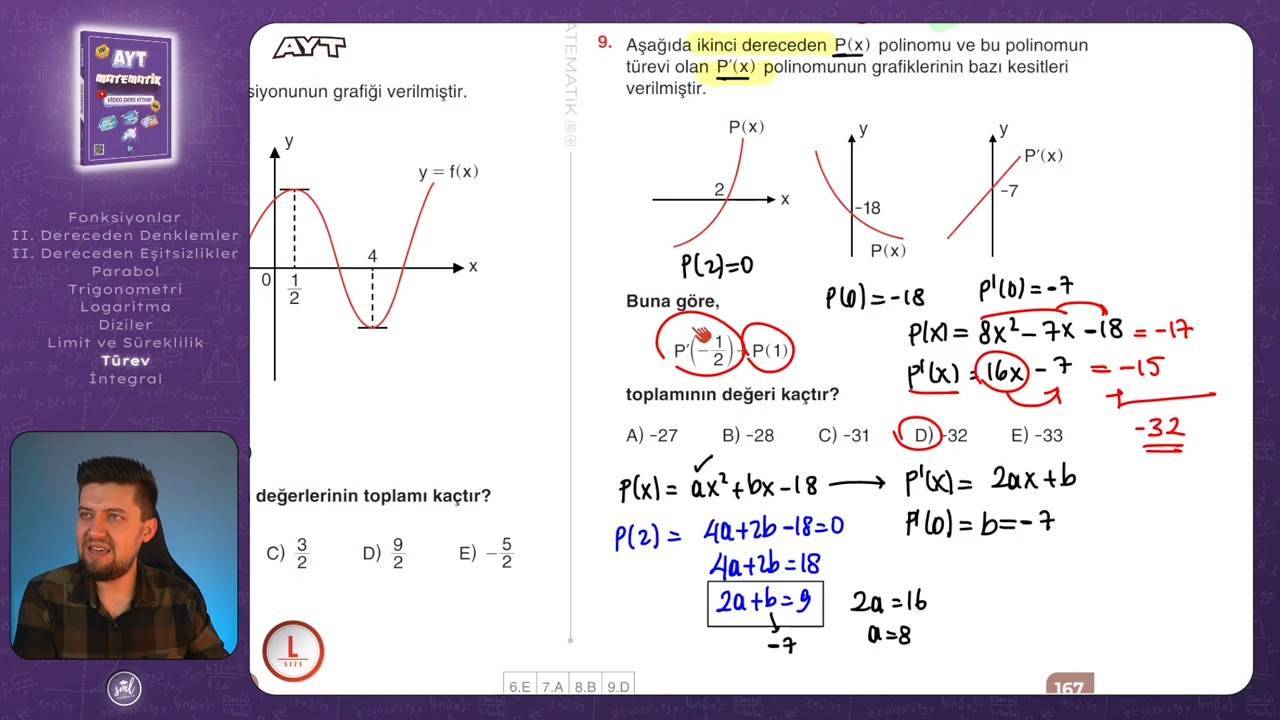 AYT
MATEMATİK
VİDEO DERS KİTABI
Fonksiyonlar
II. Dereceden Denklemler
II. Dereceden Eşitsizlikler
Parabol
Trigonometri
Logaritma
Diziler
Limit ve Süreklilik
Türev
İntegral
sml
AYT
siyonunun grafiği verilmiştir.
y
y = f(x)
4
x
0
1/2
değerlerinin toplamı kaçtır?
C) 3/2 D) 9/2 E) -5/2
L
SIZE
ATEMATİK
9. Aşağıda ikinci dereceden P(x) polinomu ve bu polinomun
türevi olan P'(x) polinomunun grafiklerinin bazı kesitleri
verilmiştir.
P(x)
2
x
y
-18
P(x)
y
P'(x)
-7
P(2)=0
P(0)=-18
P'(0)=-7
Buna göre,
P'(-1/2) + P(1)
toplamının değeri kaçtır?
P(x) = 8x² - 7x - 18 = -17
P'(x) = 16x - 7 = -15
+
-32
A) -27 B) -28 C) -31 D) -32 E) -33
P(x) = ax² + bx - 18 → P'(x) = 2ax + b
P'(0) = b = -7
P(2) = 4a+2b-18=0
4a+2b=18
2a+b=9
-7
2a=16
a=8
6.E 7.A 8.B 9.D
167